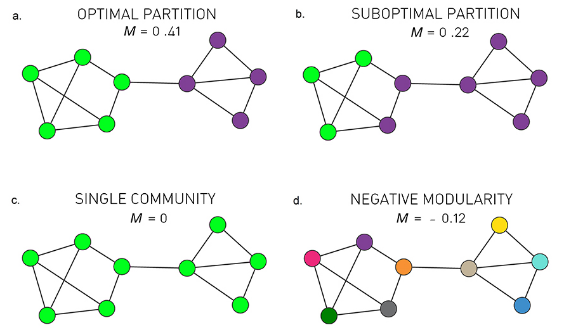 a.
OPTIMAL PARTITION
M = 0 .41
b.
SUBOPTIMAL PARTITION
M = 0 .22
c.
SINGLE COMMUNITY
M = 0
d.
NEGATIVE MODULARITY
M = - 0.12